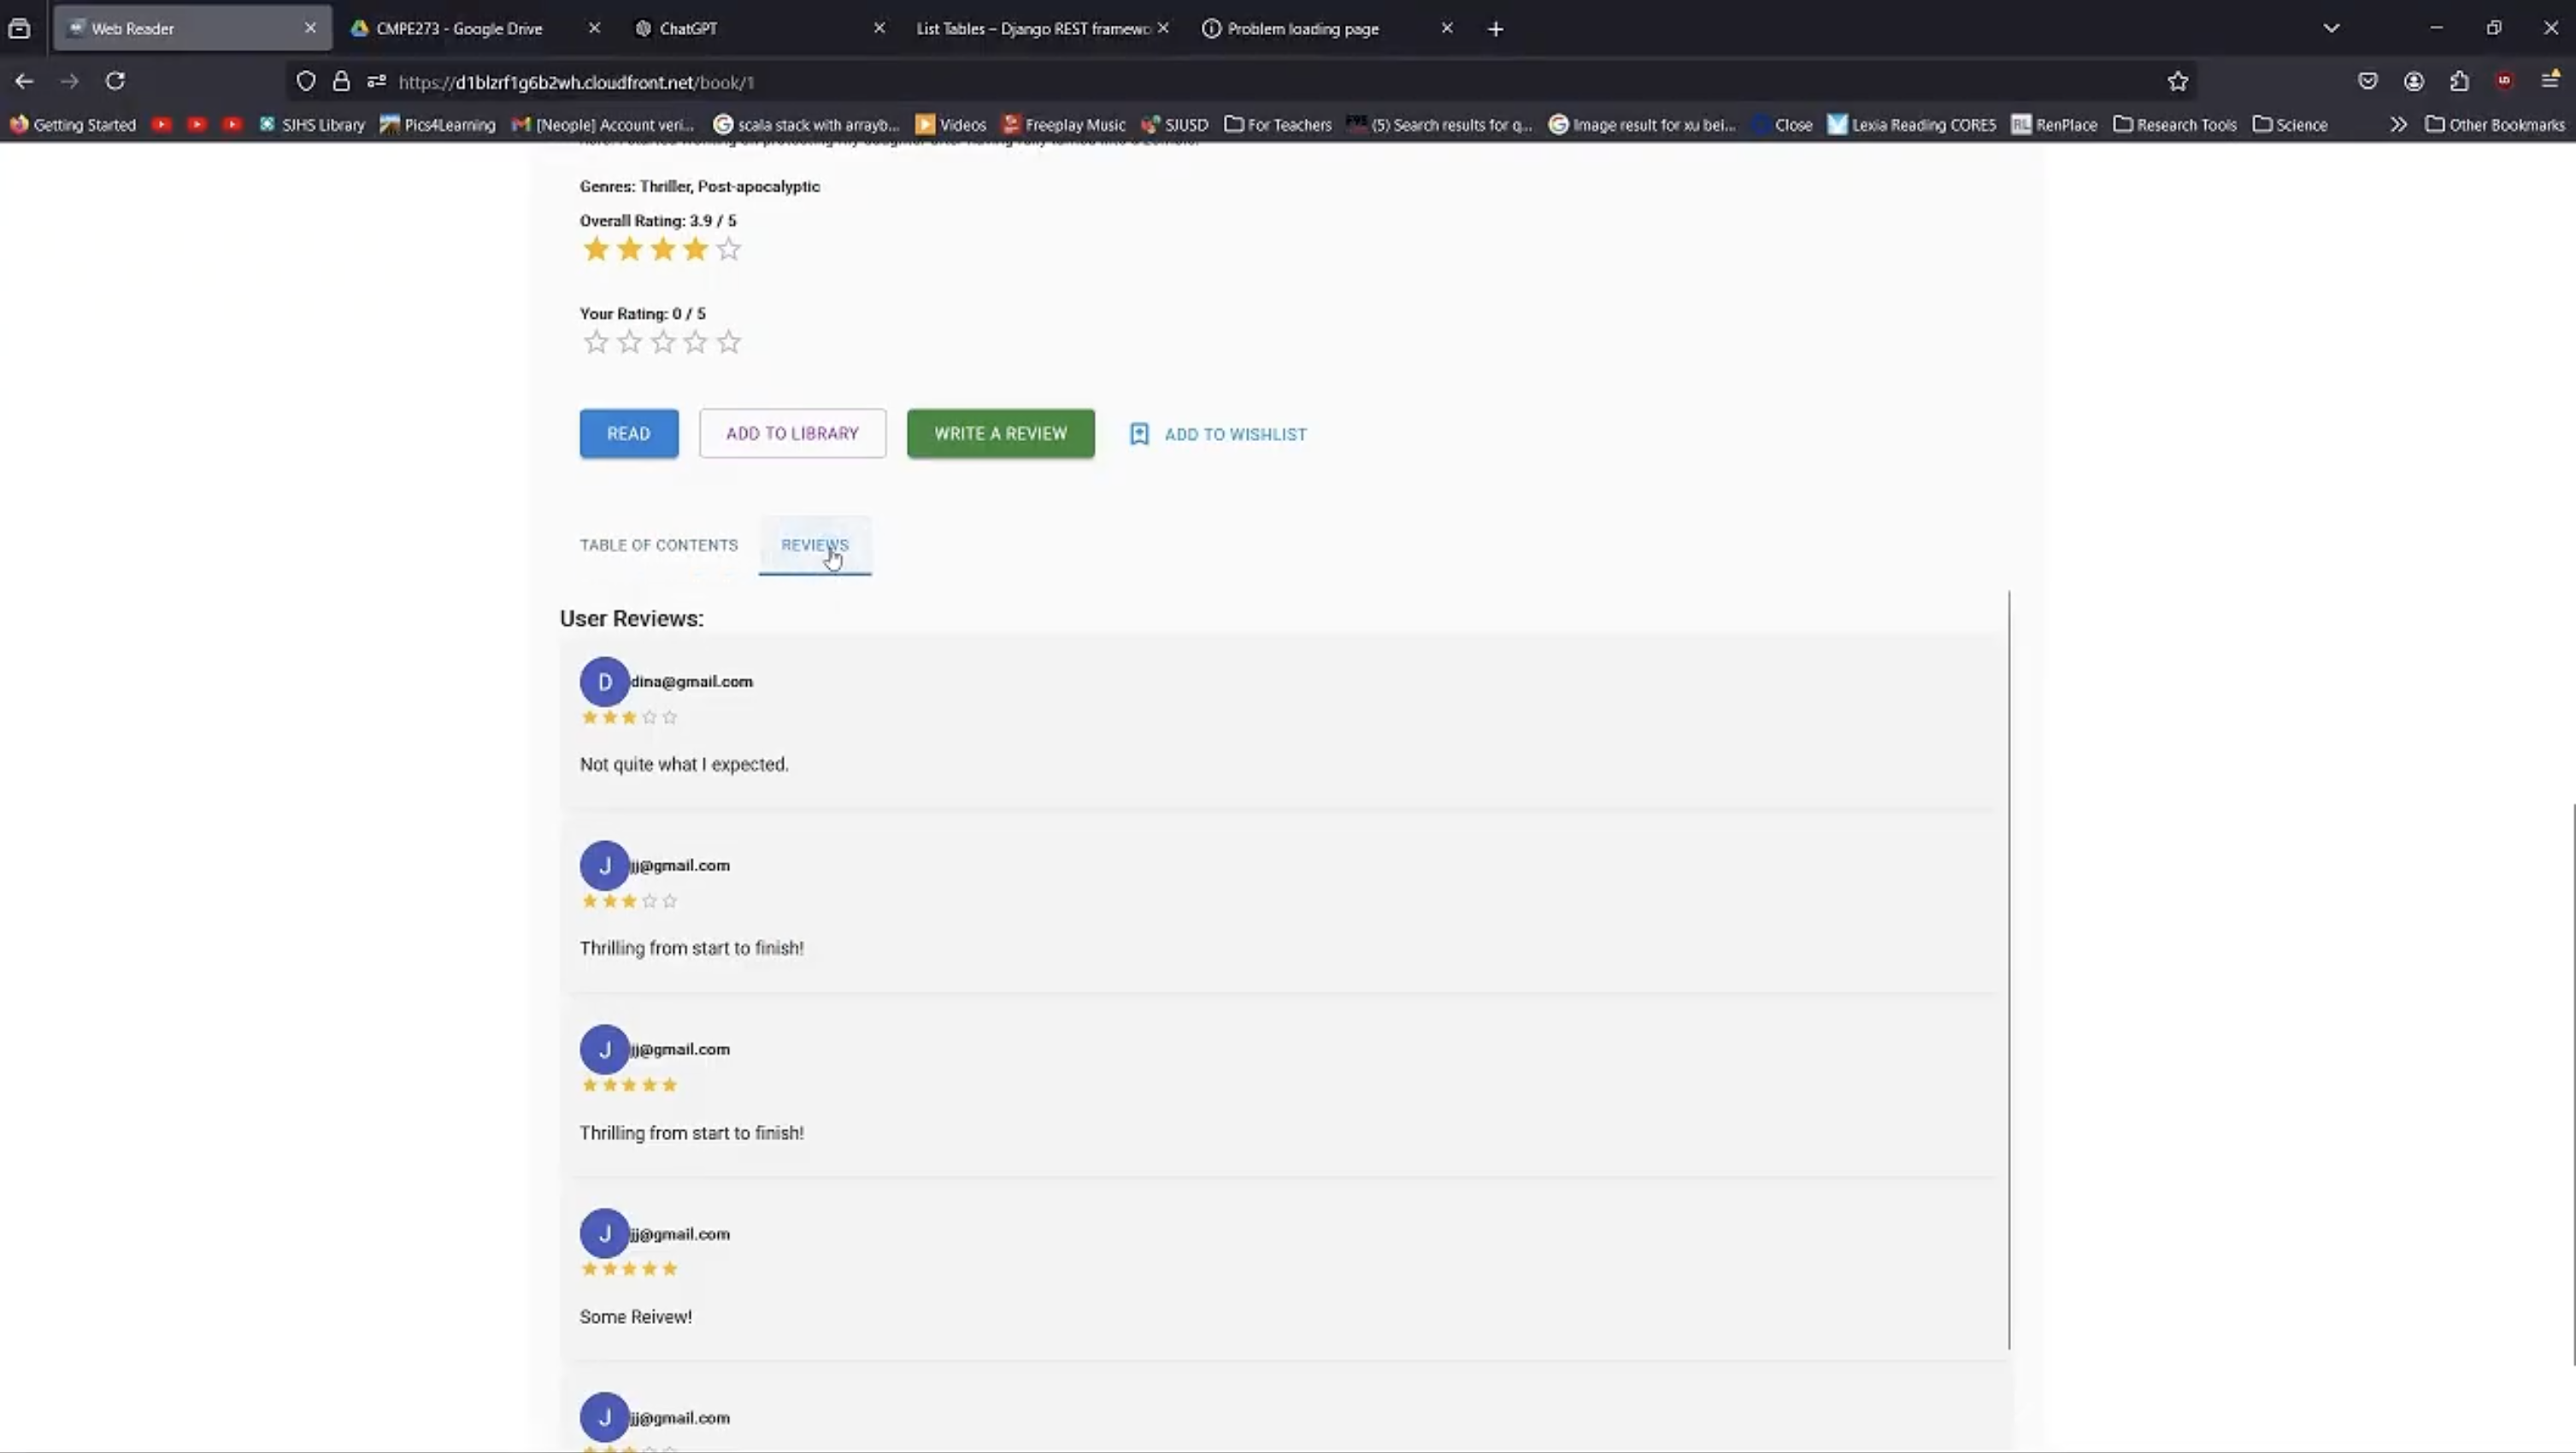 Web Reader
CMPE273 - Google Drive
ChatGPT
List Tables – Django REST framewo
Problem loading page
https://d1blzrf1g6b2wh.cloudfront.net/book/1
Getting Started
SJHS Library
Pics4Learning
[Neople] Account veri...
scala stack with arrayb...
Videos
Freeplay Music
SJUSD
For Teachers
(5) Search results for q...
Image result for xu bei...
Close
Lexia Reading CORE5
RL RenPlace
Research Tools
Science
Other Bookmarks
Genres: Thriller, Post-apocalyptic
Overall Rating: 3.9 / 5
Your Rating: 0 / 5
READ
ADD TO LIBRARY
WRITE A REVIEW
ADD TO WISHLIST
TABLE OF CONTENTS
REVIEWS
User Reviews:
D dina@gmail.com
Not quite what I expected.
J jjj@gmail.com
Thrilling from start to finish!
J jjj@gmail.com
Thrilling from start to finish!
J jjj@gmail.com
Some Reivew!
J jjj@gmail.com